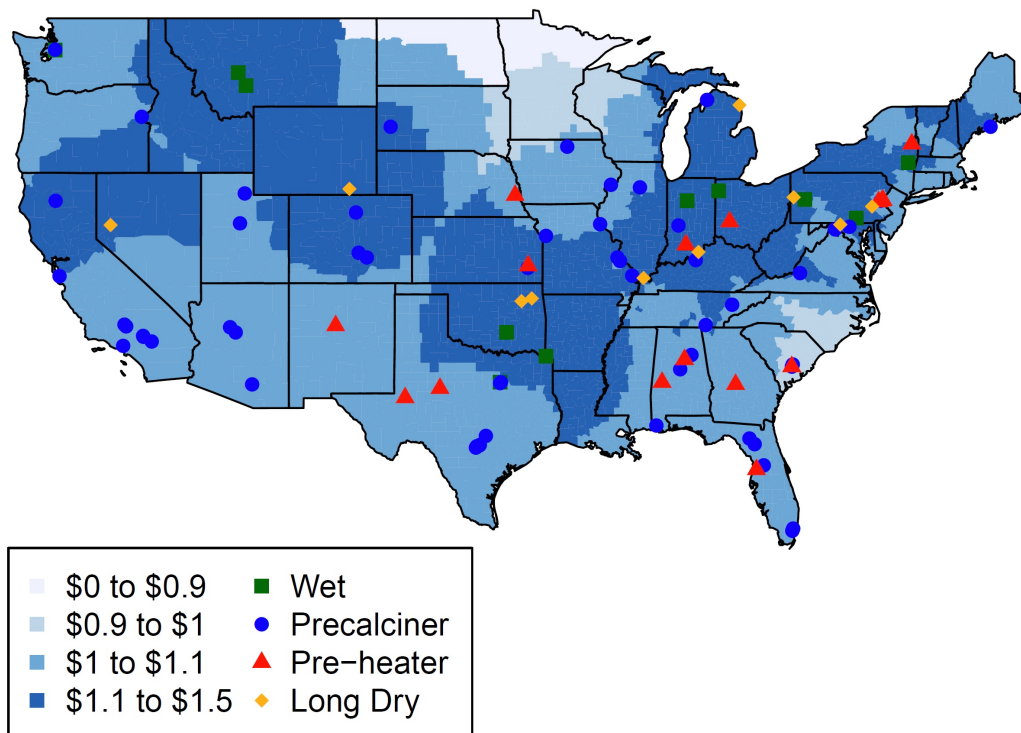 $0 to $0.9
$0.9 to $1
$1 to $1.1
$1.1 to $1.5
Wet
Precalciner
Pre−heater
Long Dry